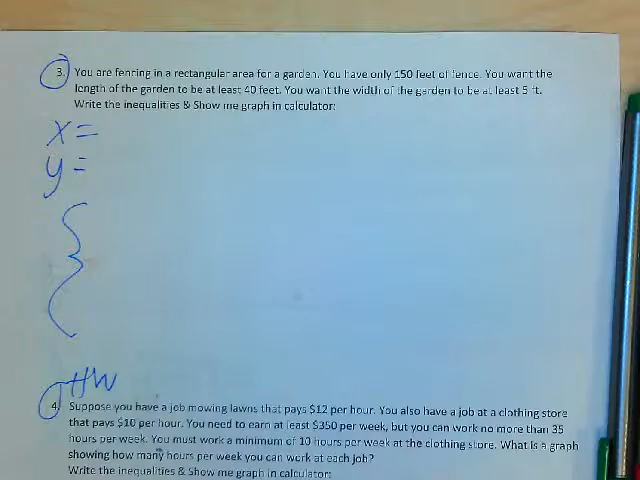 3. You are fencing in a rectangular area for a garden. You have only 150 feet of fence. You want the
length of the garden to be at least 40 feet. You want the width of the garden to be at least 5 ft.
Write the inequalities & Show me graph in calculator:
x =
y =
HW
4. Suppose you have a job mowing lawns that pays $12 per hour. You also have a job at a clothing store
that pays $10 per hour. You need to earn at least $350 per week, but you can work no more than 35
hours per week. You must work a minimum of 10 hours per week at the clothing store. What is a graph
showing how many hours per week you can work at each job?
Write the inequalities & Show me graph in calculator: